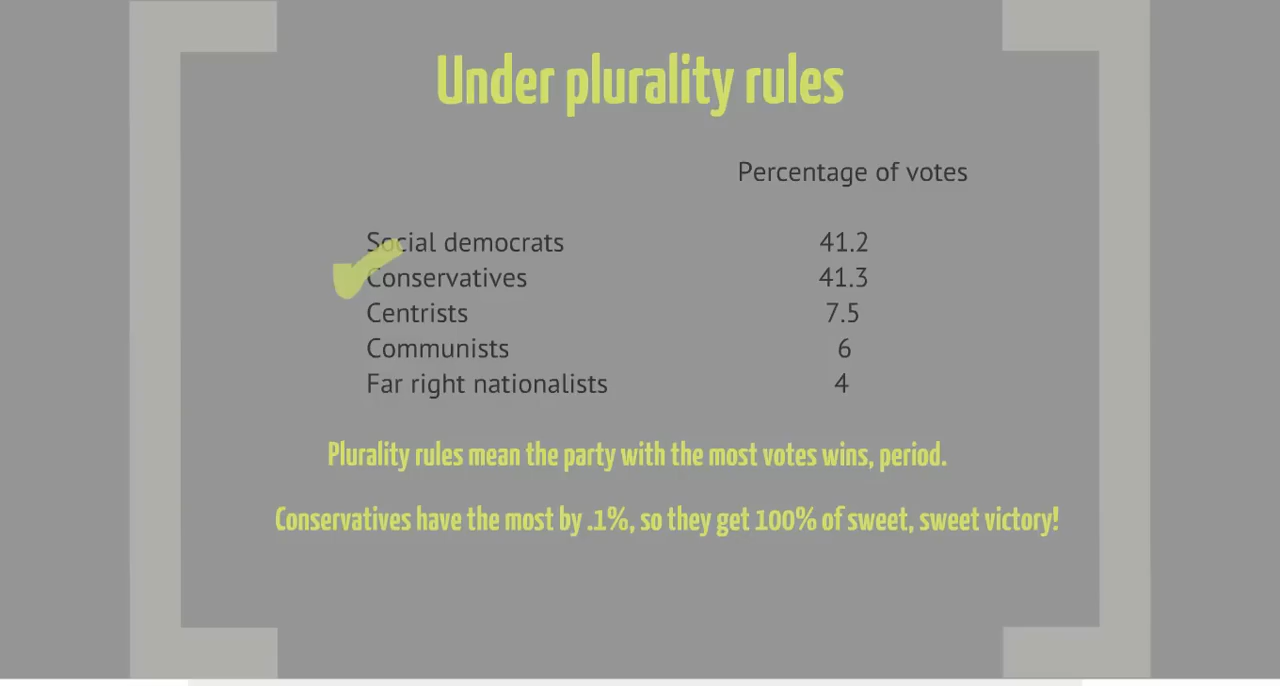 Under plurality rules
Percentage of votes
Social democrats 41.2
Conservatives 41.3
Centrists 7.5
Communists 6
Far right nationalists 4
Plurality rules mean the party with the most votes wins, period.
Conservatives have the most by .1%, so they get 100% of sweet, sweet victory!